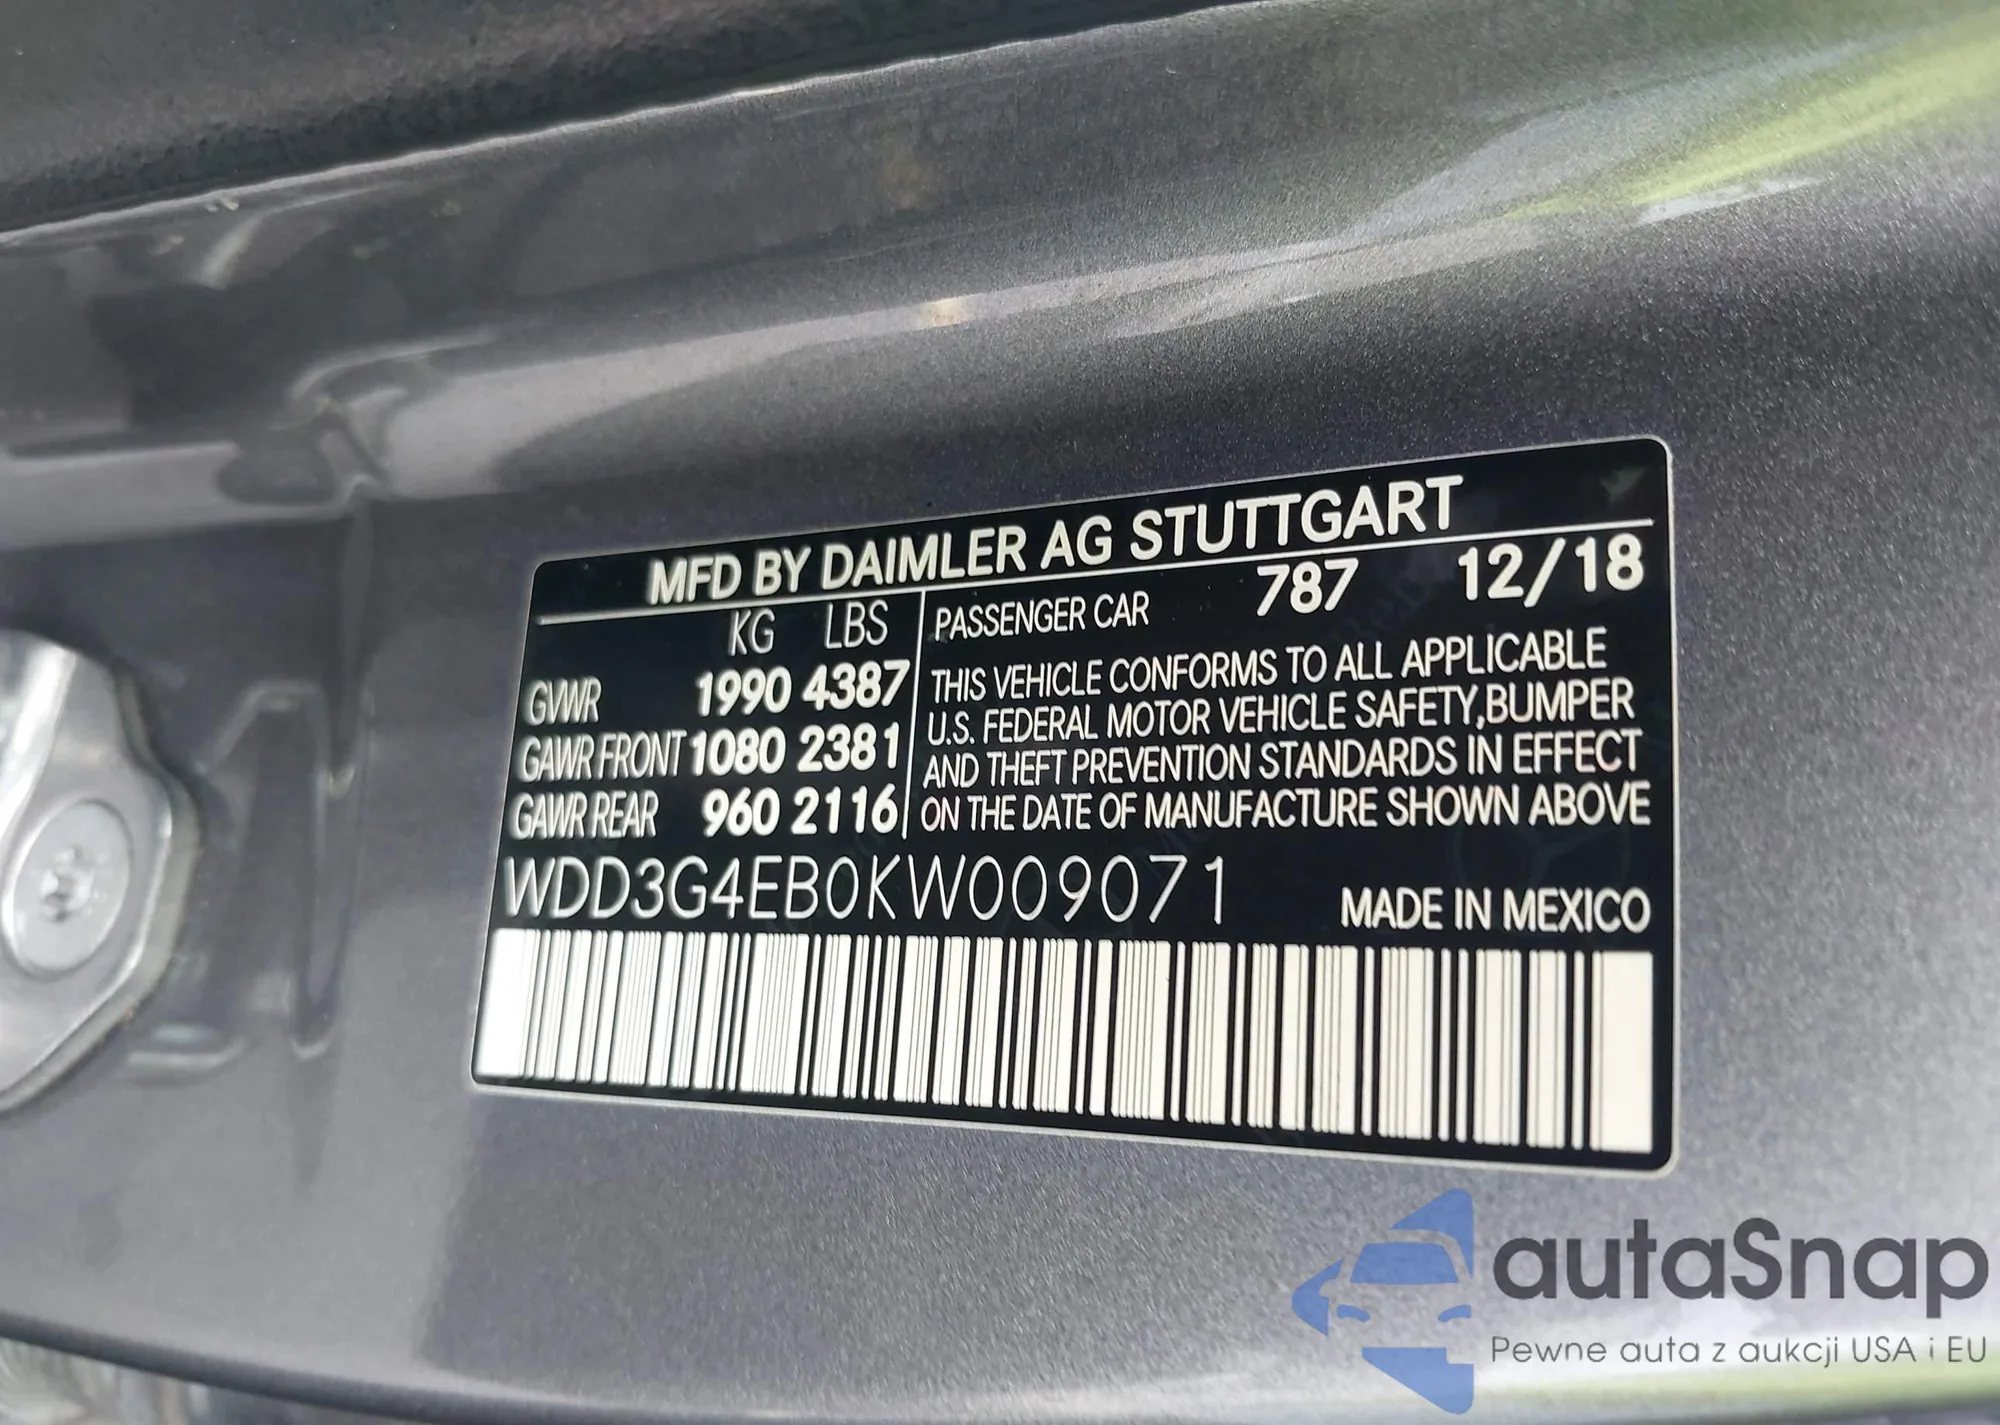 MFD BY DAIMLER AG STUTTGART
KG LBS
GVWR 1990 4387
GAWR FRONT 1080 2381
GAWR REAR 960 2116
PASSENGER CAR 787 12/18
THIS VEHICLE CONFORMS TO ALL APPLICABLE
U.S. FEDERAL MOTOR VEHICLE SAFETY,BUMPER
AND THEFT PREVENTION STANDARDS IN EFFECT
ON THE DATE OF MANUFACTURE SHOWN ABOVE
WDD3G4EB0KW009071
MADE IN MEXICO
autaSnap
Pewne auta z aukcji USA i EU